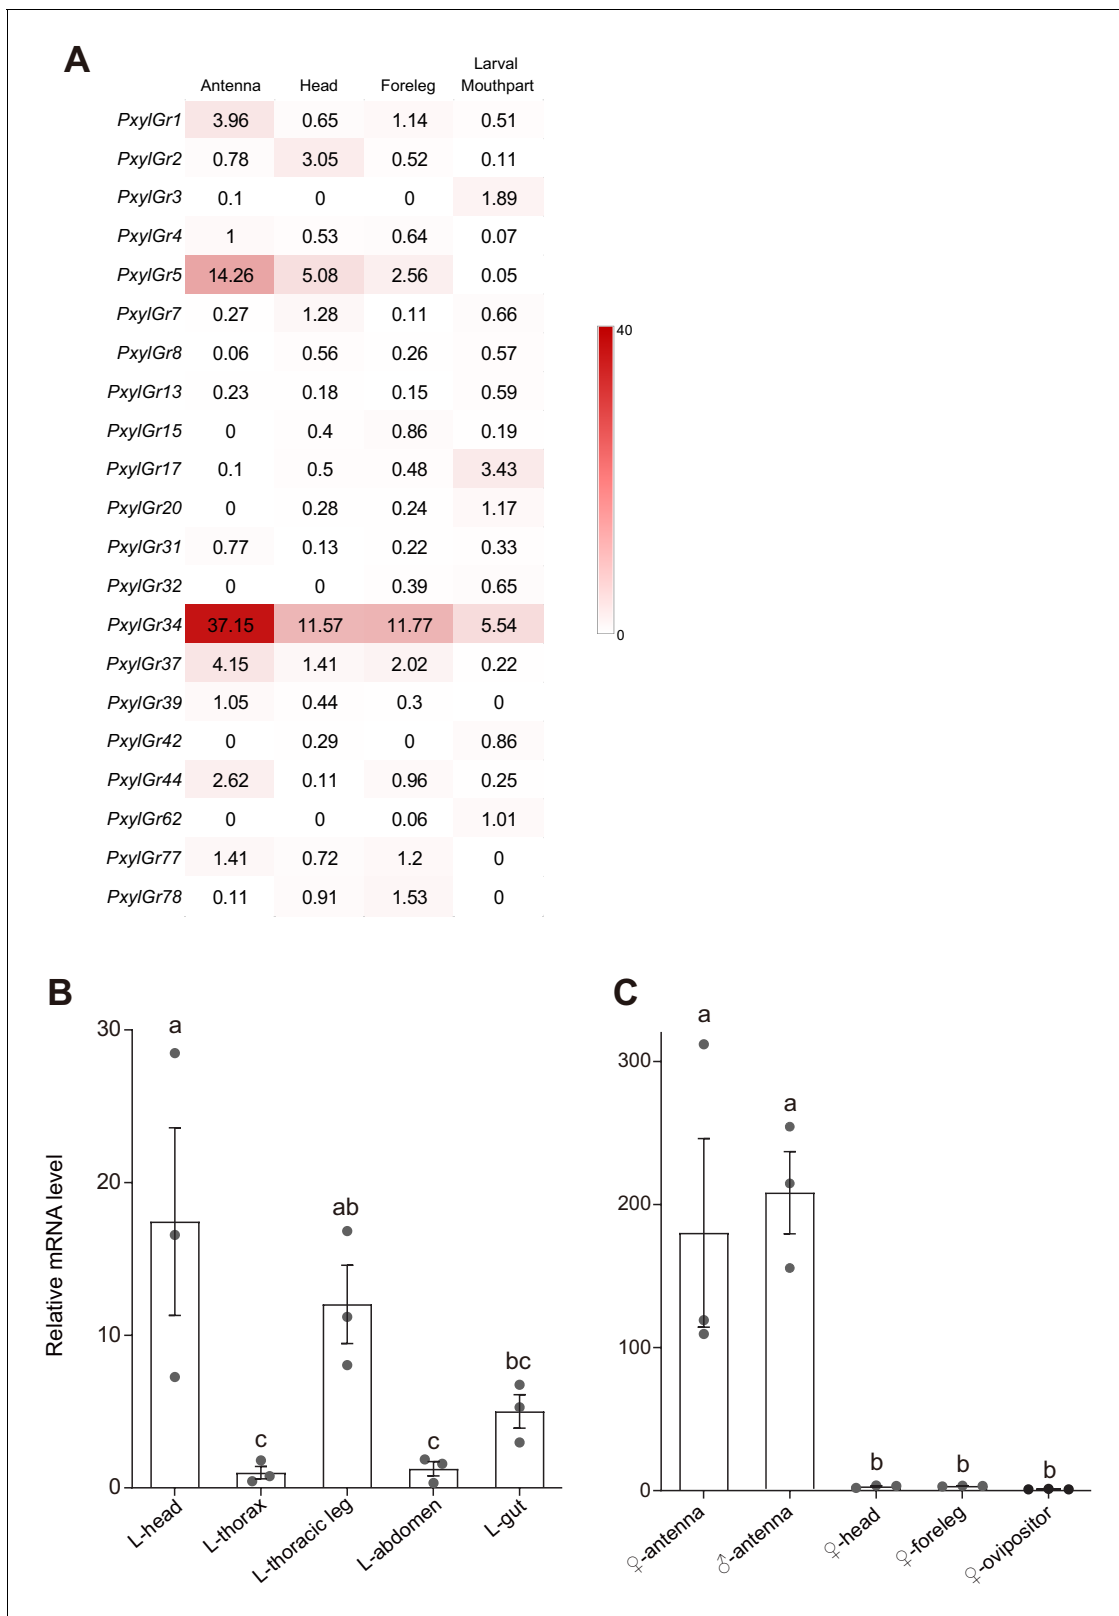 A
Antenna Head Foreleg Larval Mouthpart
PxylGr1 3.96 0.65 1.14 0.51
PxylGr2 0.78 3.05 0.52 0.11
PxylGr3 0.1 0 0 1.89
PxylGr4 1 0.53 0.64 0.07
PxylGr5 14.26 5.08 2.56 0.05
PxylGr7 0.27 1.28 0.11 0.66
PxylGr8 0.06 0.56 0.26 0.57
PxylGr13 0.23 0.18 0.15 0.59
PxylGr15 0 0.4 0.86 0.19
PxylGr17 0.1 0.5 0.48 3.43
PxylGr20 0 0.28 0.24 1.17
PxylGr31 0.77 0.13 0.22 0.33
PxylGr32 0 0 0.39 0.65
PxylGr34 37.15 11.57 11.77 5.54
PxylGr37 4.15 1.41 2.02 0.22
PxylGr39 1.05 0.44 0.3 0
PxylGr42 0 0.29 0 0.86
PxylGr44 2.62 0.11 0.96 0.25
PxylGr62 0 0 0.06 1.01
PxylGr77 1.41 0.72 1.2 0
PxylGr78 0.11 0.91 1.53 0
40
0
B
Relative mRNA level
30
20
10
0
a
c
ab
c
bc
L-head
L-thorax
L-thoracic leg
L-abdomen
L-gut
C
300
200
100
0
a
a
b
b
b
♀-antenna
♂-antenna
♀-head
♀-foreleg
♀-ovipositor